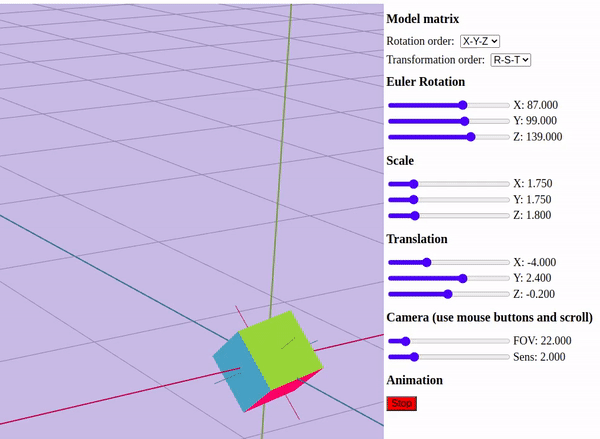 Model matrix
Rotation order: X-Y-Z
Transformation order: R-S-T
Euler Rotation
X: 87.000
Y: 99.000
Z: 139.000
Scale
X: 1.750
Y: 1.750
Z: 1.800
Translation
X: -4.000
Y: 2.400
Z: -0.200
Camera (use mouse buttons and scroll)
FOV: 22.000
Sens: 2.000
Animation
Stop